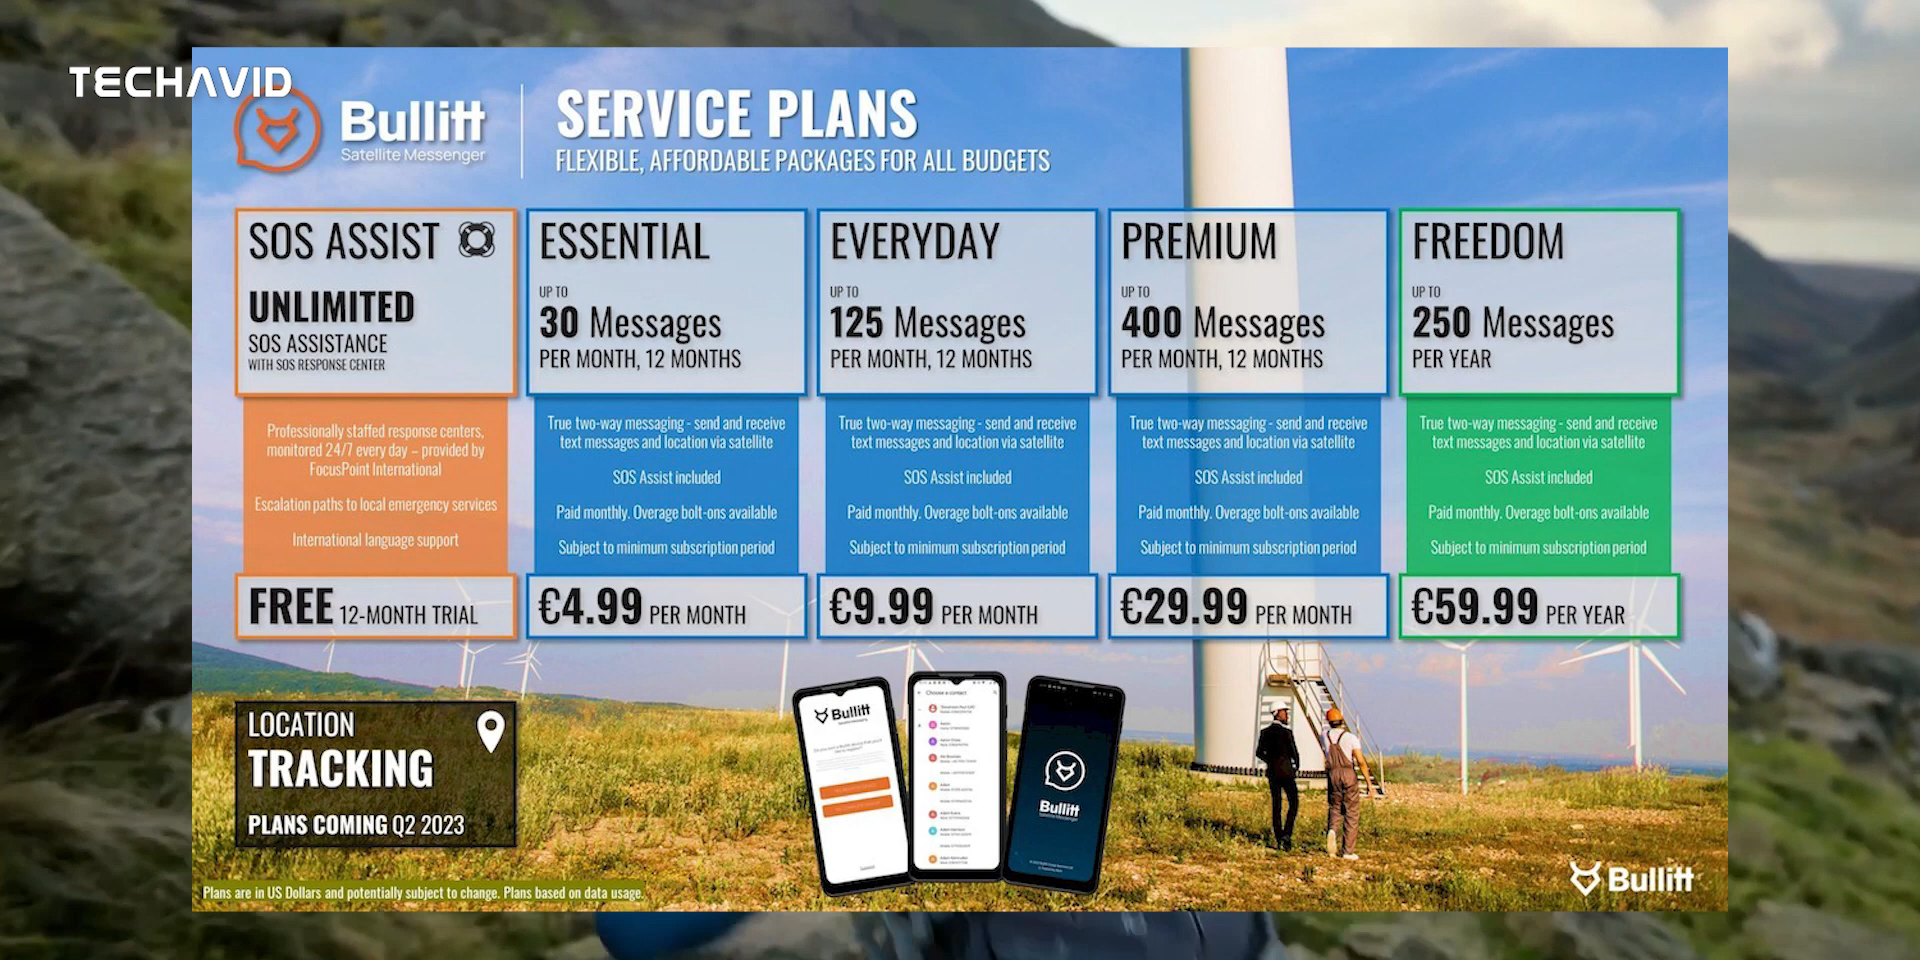 TECHAVID
Bullitt
Satellite Messenger
SERVICE PLANS
FLEXIBLE, AFFORDABLE PACKAGES FOR ALL BUDGETS
SOS ASSIST
UNLIMITED
SOS ASSISTANCE
WITH SOS RESPONSE CENTER
Professionally staffed response centers,
monitored 24/7 every day – provided by
FocusPoint International
Escalation paths to local emergency services
International language support
FREE 12-MONTH TRIAL
ESSENTIAL
UP TO
30 Messages
PER MONTH, 12 MONTHS
True two-way messaging - send and receive
text messages and location via satellite
SOS Assist included
Paid monthly. Overage bolt-ons available
Subject to minimum subscription period
€4.99 PER MONTH
EVERYDAY
UP TO
125 Messages
PER MONTH, 12 MONTHS
True two-way messaging - send and receive
text messages and location via satellite
SOS Assist included
Paid monthly. Overage bolt-ons available
Subject to minimum subscription period
€9.99 PER MONTH
PREMIUM
UP TO
400 Messages
PER MONTH, 12 MONTHS
True two-way messaging - send and receive
text messages and location via satellite
SOS Assist included
Paid monthly. Overage bolt-ons available
Subject to minimum subscription period
€29.99 PER MONTH
FREEDOM
UP TO
250 Messages
PER YEAR
True two-way messaging - send and receive
text messages and location via satellite
SOS Assist included
Paid monthly. Overage bolt-ons available
Subject to minimum subscription period
€59.99 PER YEAR
LOCATION
TRACKING
PLANS COMING Q2 2023
Bullitt
Choose a contact
Bullitt
Satellite Messenger
Plans are in US Dollars and potentially subject to change. Plans based on data usage.
Bullitt